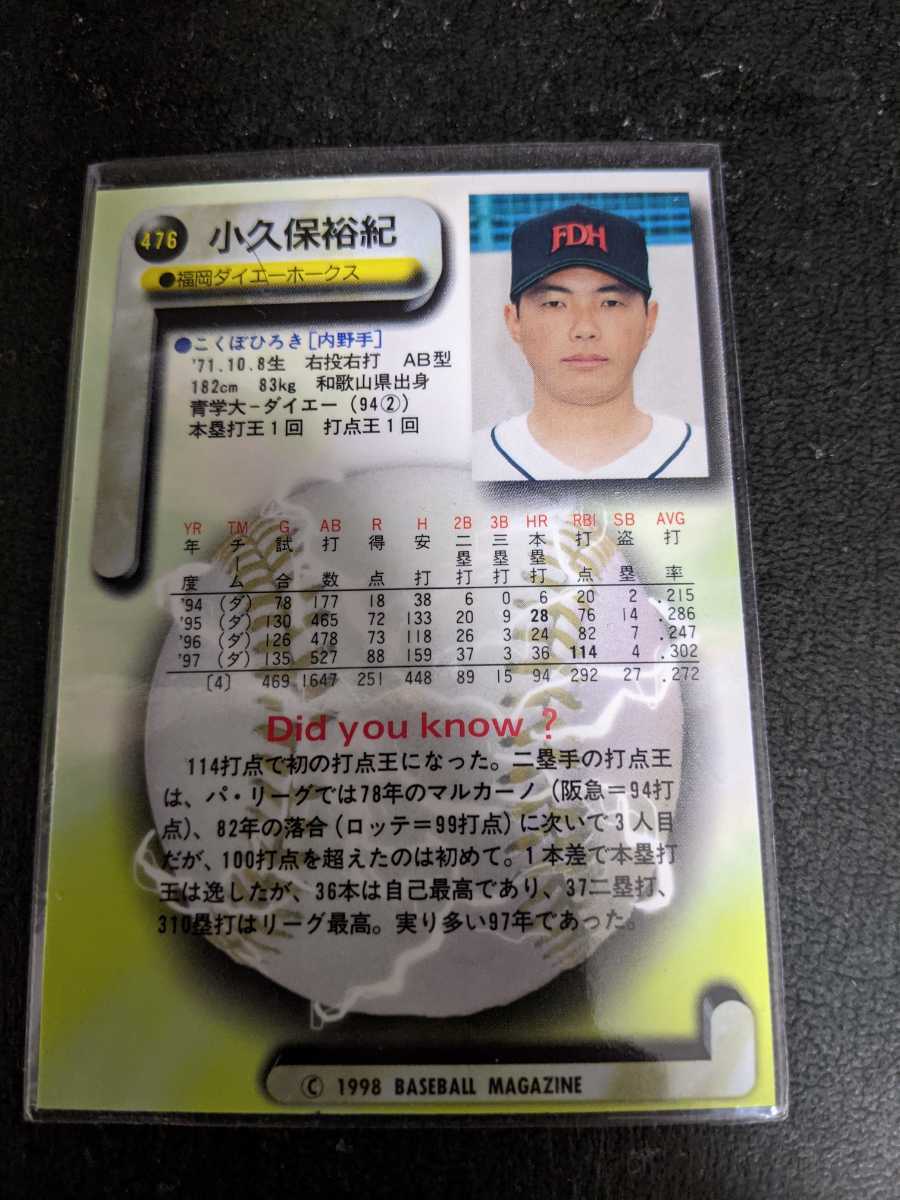 476 小久保裕紀
●福岡ダイエーホークス
FDH
●こくぼひろき[内野手]
'71.10.8生 右投右打 AB型
182cm 83kg 和歌山県出身
青学大-ダイエー(94②)
本塁打王1回 打点王1回
YR TM G AB R H 2B 3B HR RBI SB AVG
年度 チーム 試合 打数 得点 安打 二塁打 三塁打 本塁打 打点 盗塁 打率
'94 (ダ) 78 177 18 38 6 0 6 20 2 .215
'95 (ダ) 130 465 72 133 20 9 28 76 14 .286
'96 (ダ) 126 478 73 118 26 3 24 82 7 .247
'97 (ダ) 135 527 88 159 37 3 36 114 4 .302
〔4〕 469 1647 251 448 89 15 94 292 27 .272
Did you know ?
114打点で初の打点王になった。二塁手の打点王
は、パ・リーグでは78年のマルカーノ(阪急=94打
点)、82年の落合(ロッテ=99打点)に次いで3人目
だが、100打点を超えたのは初めて。1本差で本塁打
王は逸したが、36本は自己最高であり、37二塁打、
310塁打はリーグ最高。実り多い97年であった。
© 1998 BASEBALL MAGAZINE